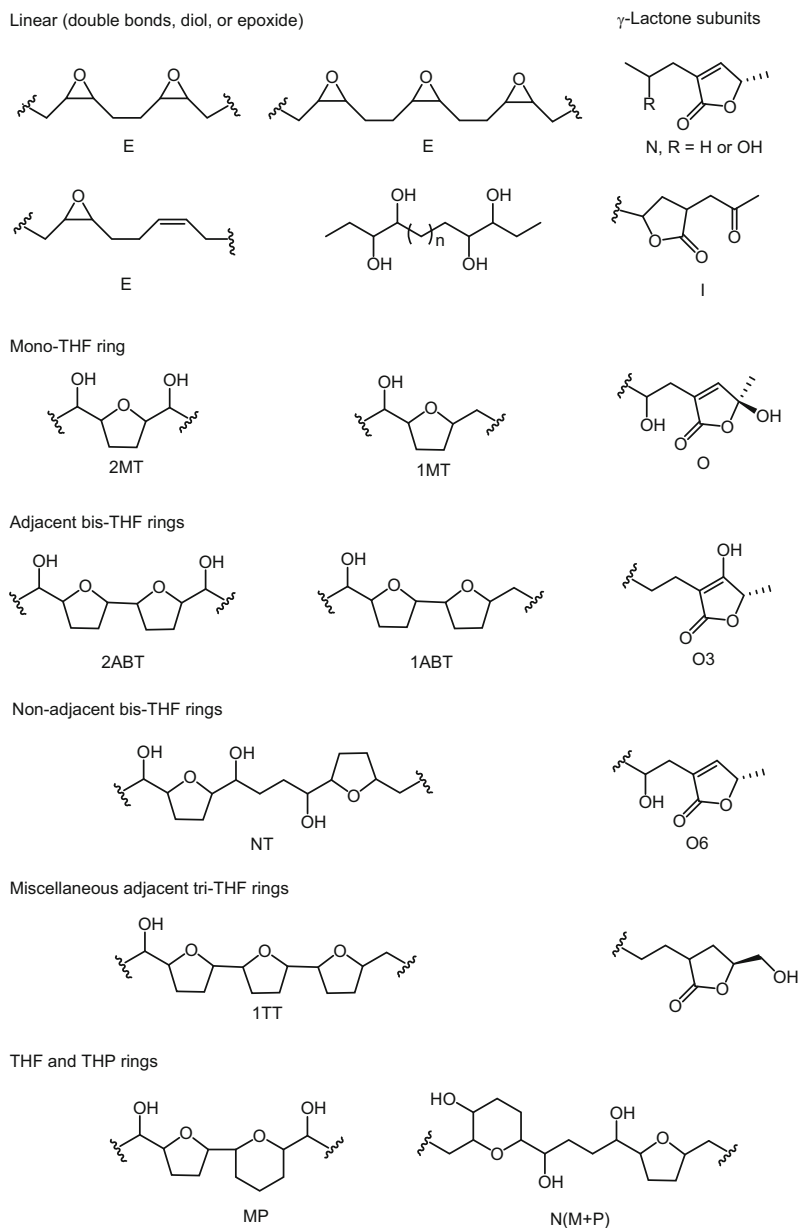 Linear (double bonds, diol, or epoxide)
γ-Lactone subunits
O O O O O
R
O O
E E N, R = H or OH
O OH OH
( )n
OH OH
O O O
E I
Mono-THF ring
OH OH OH
O O
OH O O OH
2MT 1MT O
Adjacent bis-THF rings
OH OH OH OH
O O O O
O O
2ABT 1ABT O3
Non-adjacent bis-THF rings
OH OH
O O
OH OH O O
NT O6
Miscellaneous adjacent tri-THF rings
OH
O O O
O O OH
1TT
THF and THP rings
OH OH HO OH
O O O O
OH
MP N(M+P)